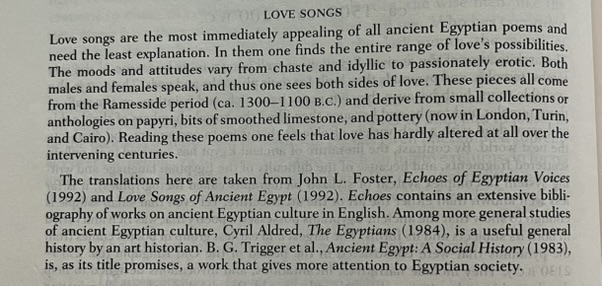 LOVE SONGS
Love songs are the most immediately appealing of all ancient Egyptian poems and
need the least explanation. In them one finds the entire range of love's possibilities.
The moods and attitudes vary from chaste and idyllic to passionately erotic. Both
males and females speak, and thus one sees both sides of love. These pieces all come
from the Ramesside period (ca. 1300–1100 B.C.) and derive from small collections or
anthologies on papyri, bits of smoothed limestone, and pottery (now in London, Turin,
and Cairo). Reading these poems one feels that love has hardly altered at all over the
intervening centuries.
The translations here are taken from John L. Foster, Echoes of Egyptian Voices
(1992) and Love Songs of Ancient Egypt (1992). Echoes contains an extensive bibli-
ography of works on ancient Egyptian culture in English. Among more general studies
of ancient Egyptian culture, Cyril Aldred, The Egyptians (1984), is a useful general
history by an art historian. B. G. Trigger et al., Ancient Egypt: A Social History (1983),
is, as its title promises, a work that gives more attention to Egyptian society.